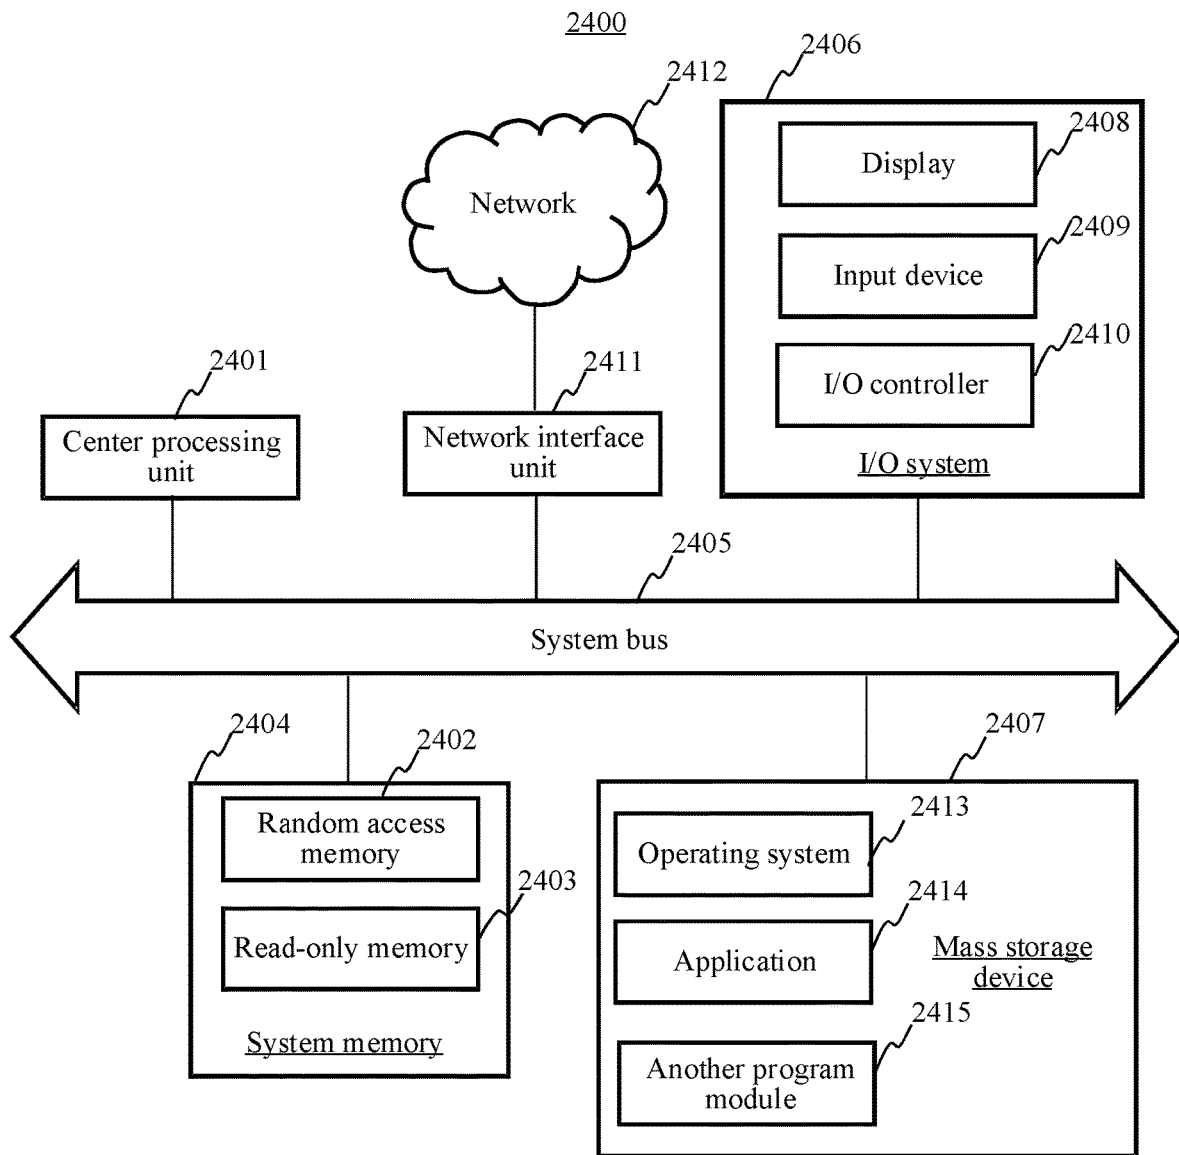 2400
2406
2412
2408
Display
Network
2409
Input device
2410
I/O controller
I/O system
2401
Center processing
unit
2411
Network interface
unit
2405
System bus
2404
2402
Random access
memory
2403
Read-only memory
System memory
2407
2413
Operating system
2414
Application
Mass storage
device
2415
Another program
module